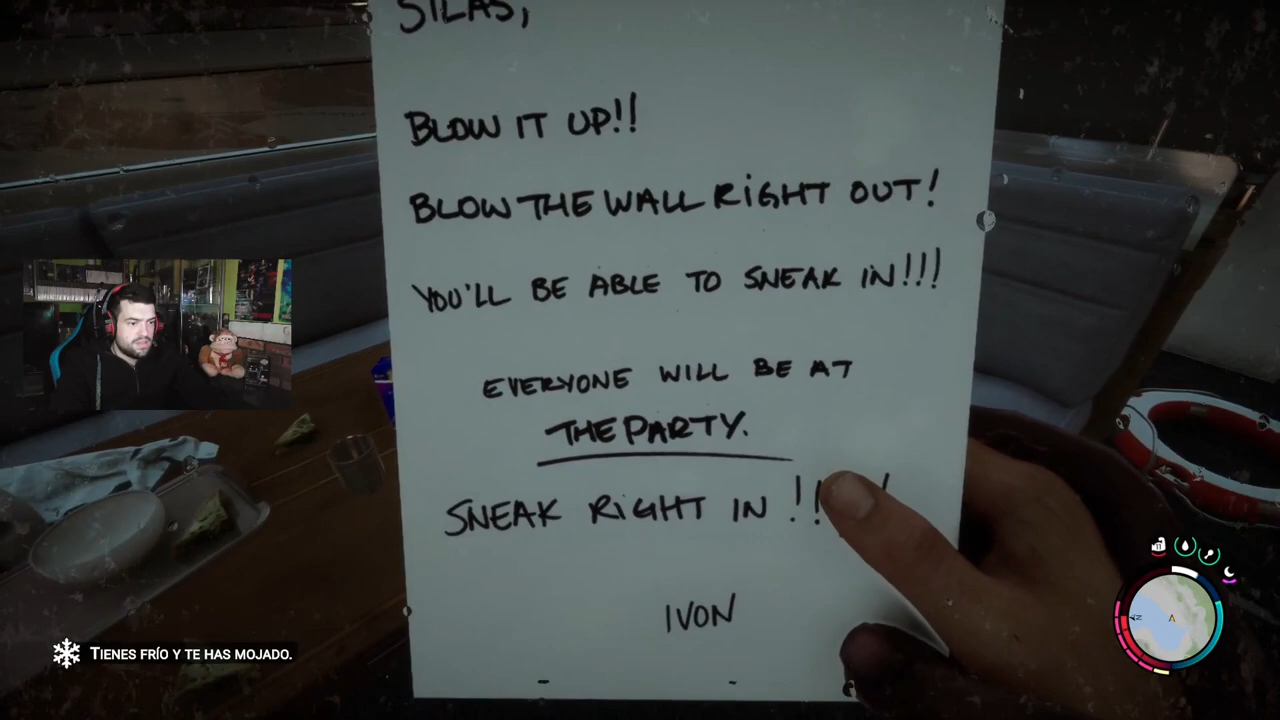 SILAS,
BLOW IT UP!!
BLOW THE WALL RIGHT OUT!
YOU'LL BE ABLE TO SNEAK IN!!!
EVERYONE WILL BE AT
THE PARTY.
SNEAK RIGHT IN !!
IVON
TIENES FRÍO Y TE HAS MOJADO.